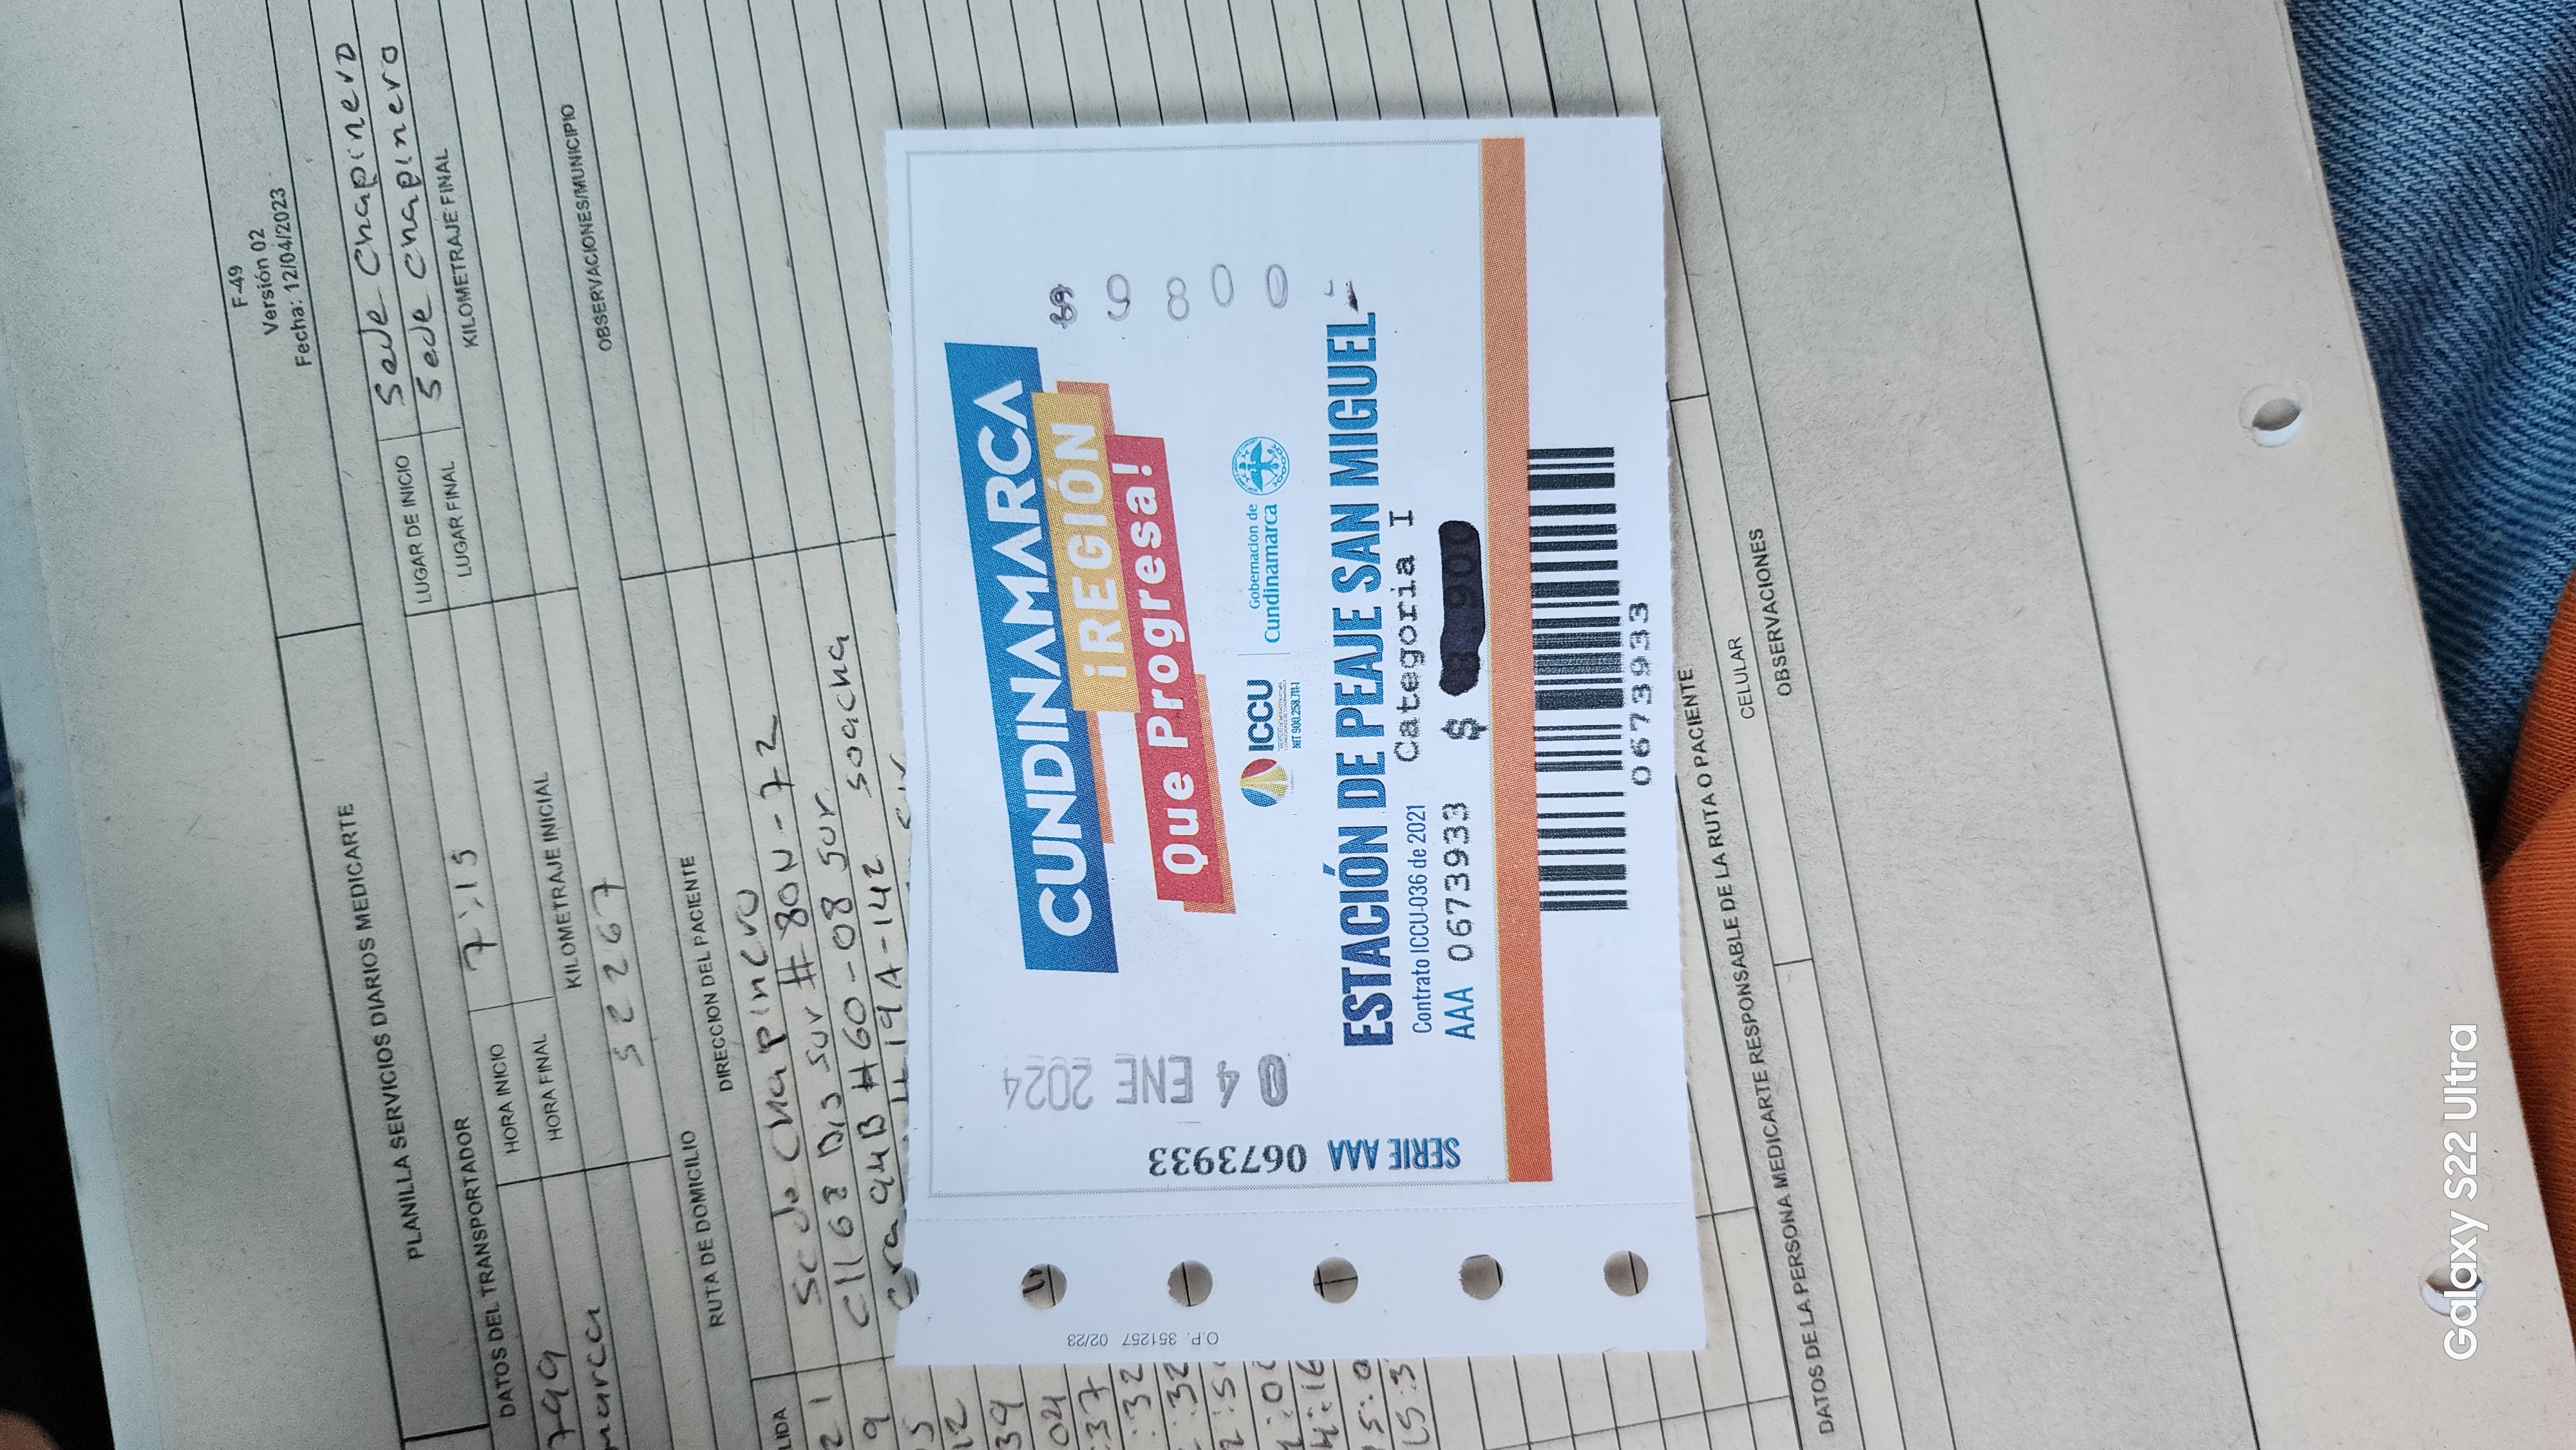 F-49
Versión 02
Fecha: 12/04/2023
PLANILLA SERVICIOS DIARIOS MEDICARTE
DATOS DEL TRANSPORTADOR
HORA INICIO 7:15
LUGAR DE INICIO Sede Chapinero
HORA FINAL
LUGAR FINAL Sede Chapinero
KILOMETRAJE INICIAL
KILOMETRAJE FINAL
52267
RUTA DE DOMICILIO
DIRECCION DEL PACIENTE
OBSERVACIONES/MUNICIPIO
Sede Chapinero
Cll 62 Bis sur # 80N-72
Cra 94B # 60-08 sur
19A-142 soacha
CUNDINAMARCA
¡REGIÓN
Que Progresa!
$ 9800
04 ENE 2024
ICCU
Gobernación de
Cundinamarca
ESTACIÓN DE PEAJE SAN MIGUEL
Contrato ICCU-036 de 2021
Categoria I
AAA 0673933 $
SERIE AAA 0673933
0673933
O.P. 351257 02/23
DATOS DE LA PERSONA MEDICARTE RESPONSABLE DE LA RUTA O PACIENTE
CELULAR
OBSERVACIONES
Galaxy S22 Ultra